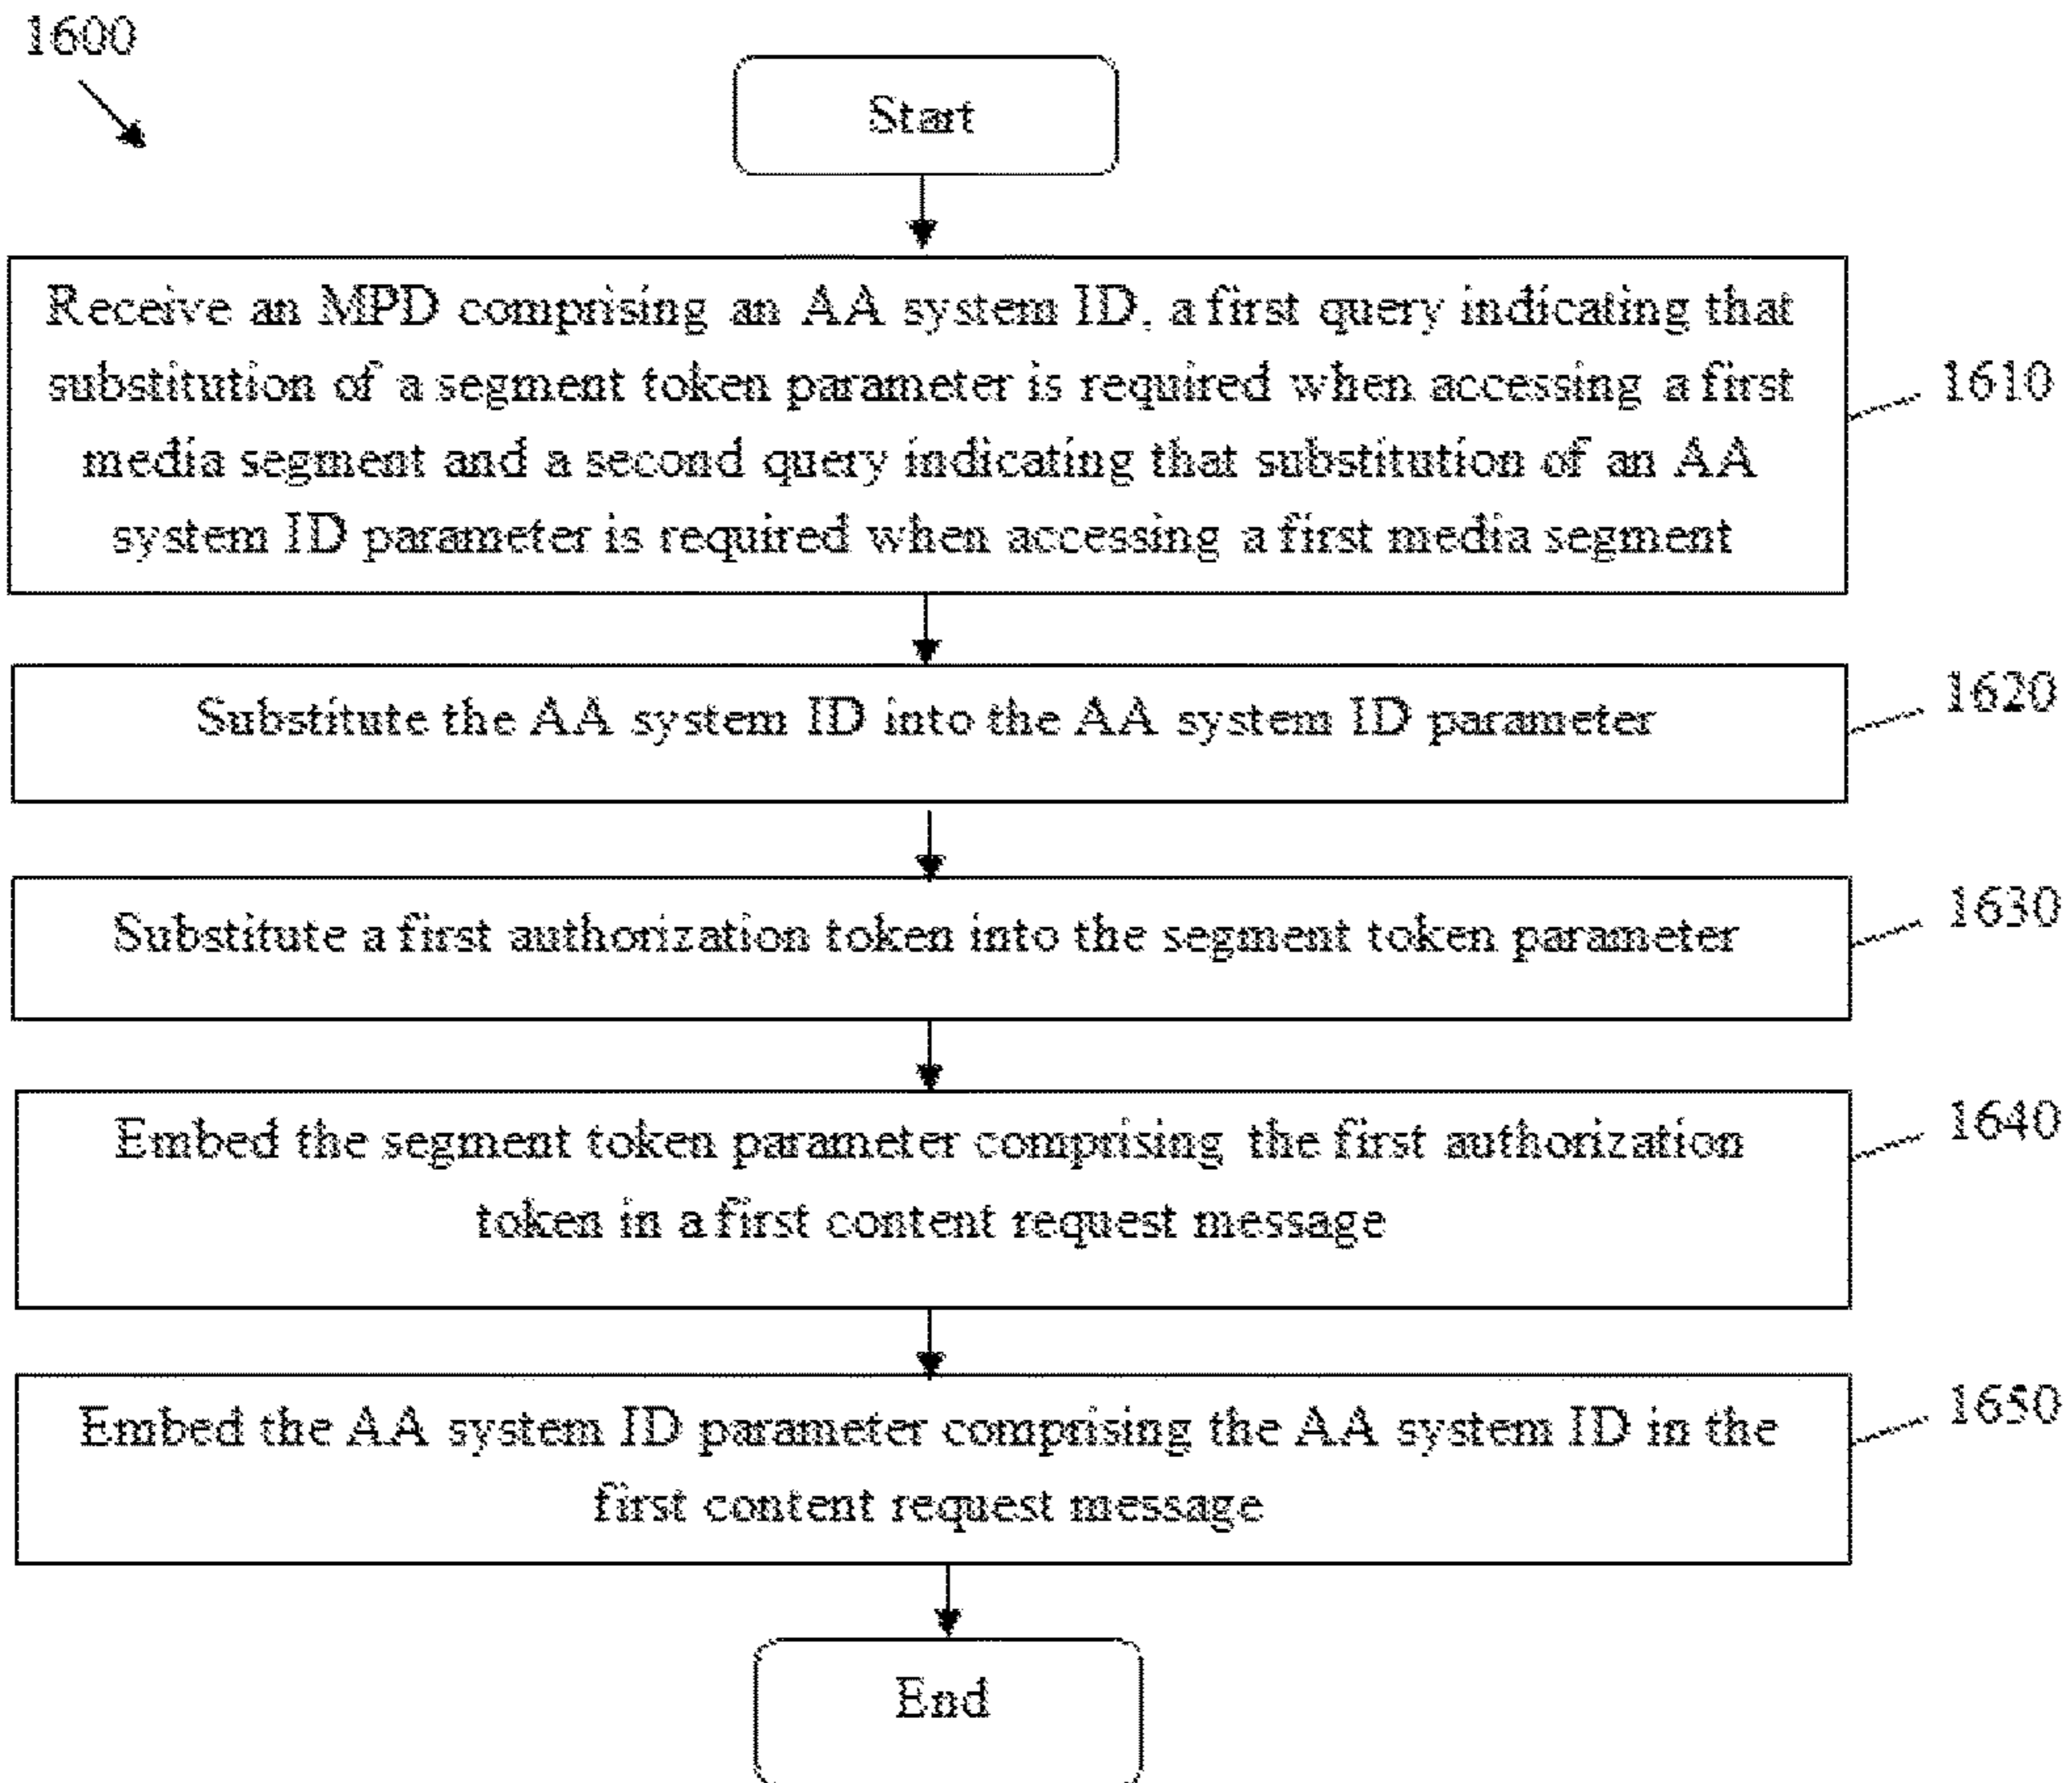 1600
Start
Receive an MPD comprising an AA system ID, a first query indicating that
substitution of a segment token parameter is required when accessing a first
media segment and a second query indicating that substitution of an AA
system ID parameter is required when accessing a first media segment
1610
Substitute the AA system ID into the AA system ID parameter
1620
Substitute a first authorization token into the segment token parameter
1630
Embed the segment token parameter comprising the first authorization
token in a first content request message
1640
Embed the AA system ID parameter comprising the AA system ID in the
first content request message
1650
End